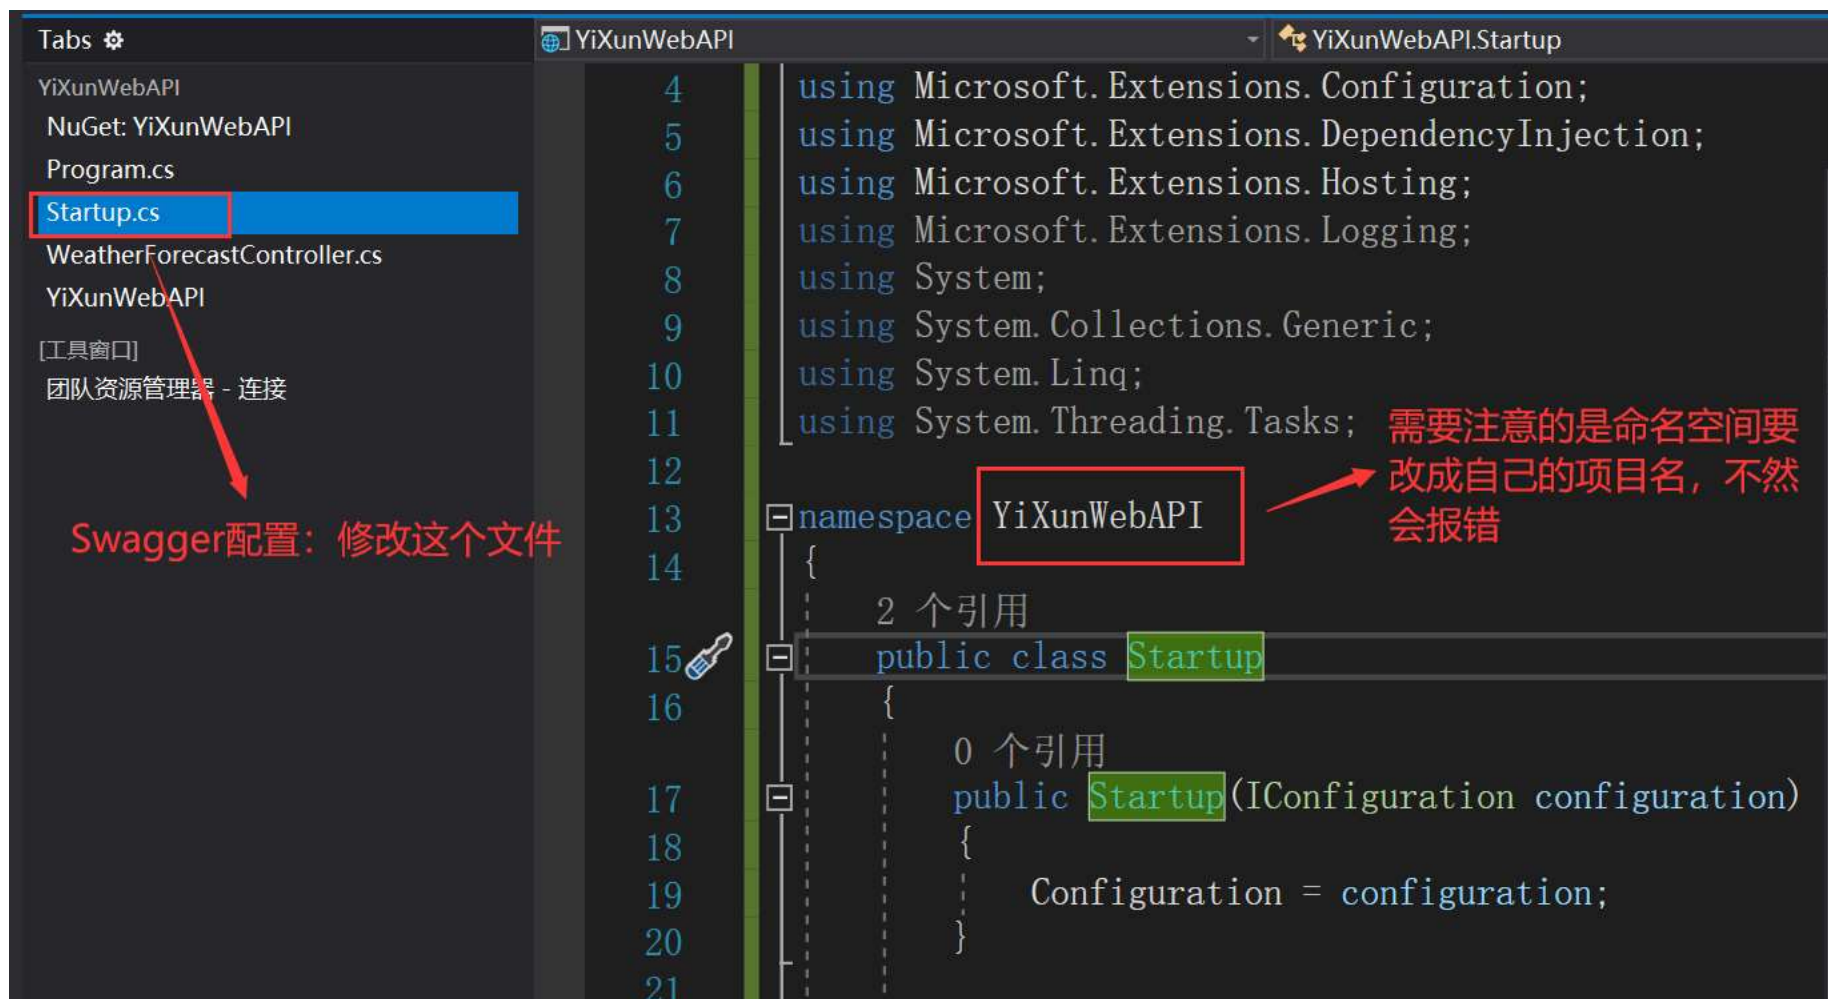 Tabs
YiXunWebAPI
NuGet: YiXunWebAPI
Program.cs
Startup.cs
WeatherForecastController.cs
YiXunWebAPI
[工具窗口]
团队资源管理器 - 连接
Swagger配置：修改这个文件
YiXunWebAPI
YiXunWebAPI.Startup
4 using Microsoft.Extensions.Configuration;
5 using Microsoft.Extensions.DependencyInjection;
6 using Microsoft.Extensions.Hosting;
7 using Microsoft.Extensions.Logging;
8 using System;
9 using System.Collections.Generic;
10 using System.Linq;
11 using System.Threading.Tasks;
12
13 namespace YiXunWebAPI
14 {
2 个引用
15 public class Startup
16 {
0 个引用
17 public Startup(IConfiguration configuration)
18 {
19 Configuration = configuration;
20 }
21
需要注意的是命名空间要
改成自己的项目名，不然
会报错